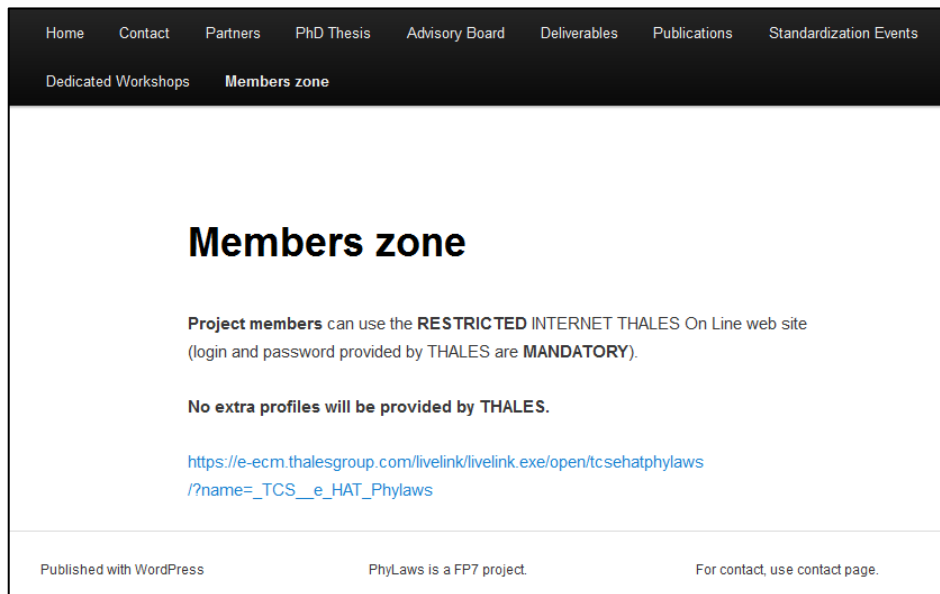 Home Contact Partners PhD Thesis Advisory Board Deliverables Publications Standardization Events
Dedicated Workshops Members zone
Members zone
Project members can use the RESTRICTED INTERNET THALES On Line web site
(login and password provided by THALES are MANDATORY).
No extra profiles will be provided by THALES.
https://e-ecm.thalesgroup.com/livelink/livelink.exe/open/tcsehatphylaws
/?name=_TCS__e_HAT_Phylaws
Published with WordPress PhyLaws is a FP7 project. For contact, use contact page.